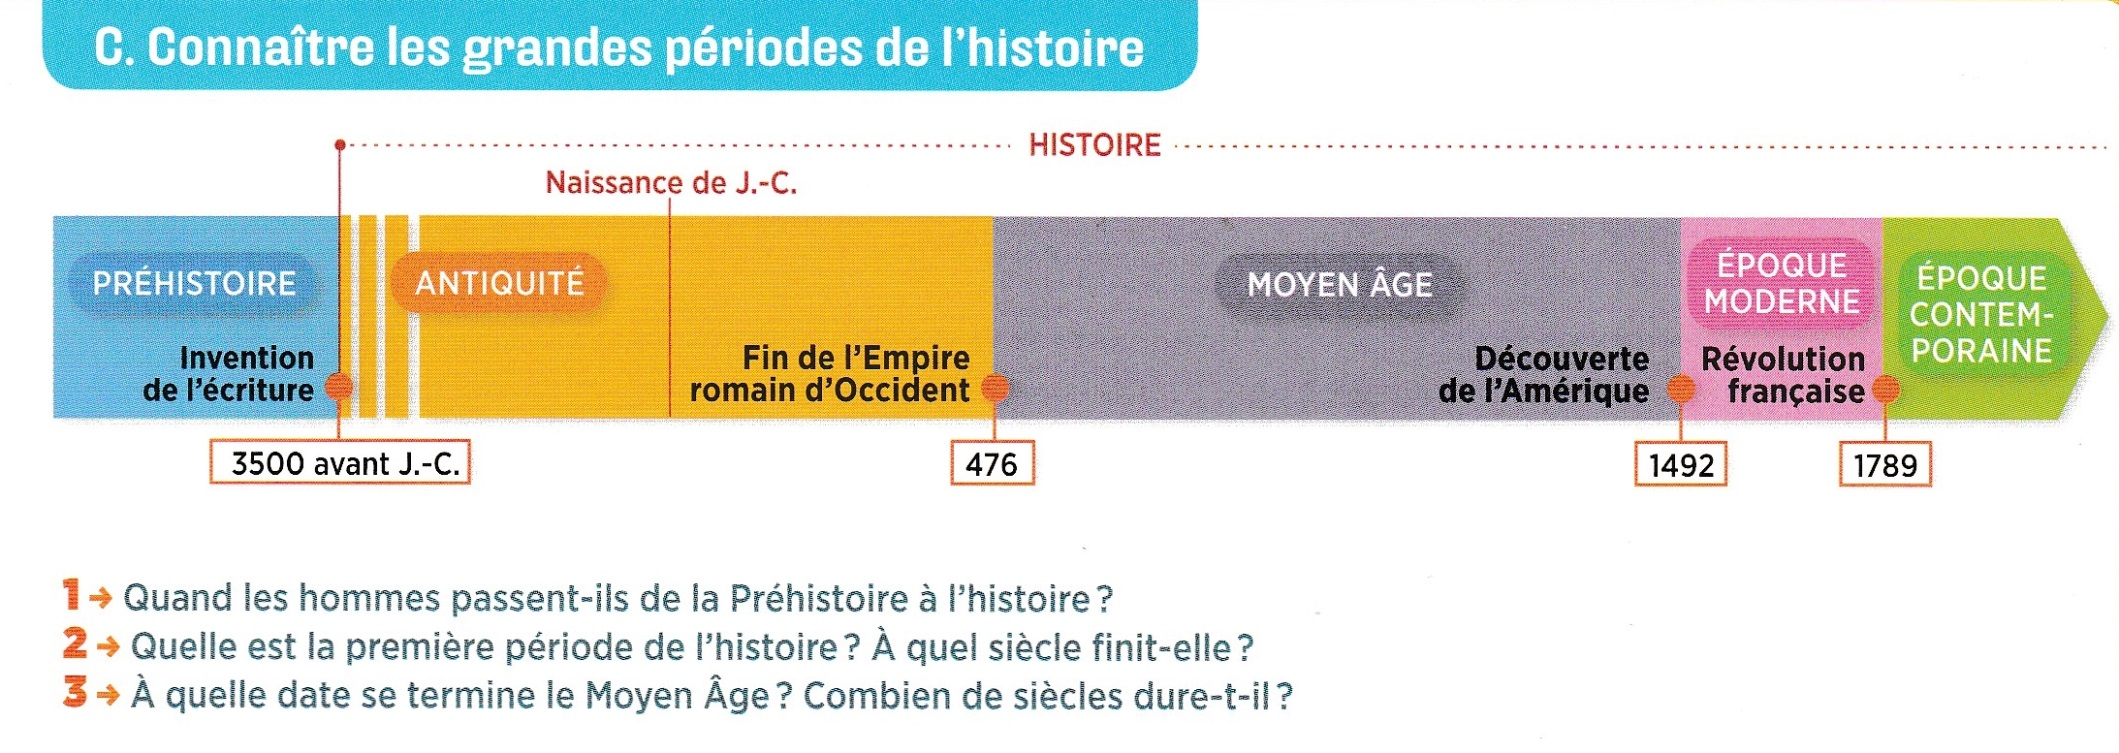 C. Connaître les grandes périodes de l'histoire
HISTOIRE
Naissance de J.-C.
PRÉHISTOIRE
ANTIQUITÉ
MOYEN ÂGE
ÉPOQUE
MODERNE
ÉPOQUE
CONTEM-
PORAINE
Invention
de l'écriture
Fin de l'Empire
romain d'Occident
Découverte
de l'Amérique
Révolution
française
3500 avant J.-C.
476
1492
1789
1 → Quand les hommes passent-ils de la Préhistoire à l'histoire ?
2 → Quelle est la première période de l'histoire ? À quel siècle finit-elle ?
3 → À quelle date se termine le Moyen Âge ? Combien de siècles dure-t-il ?